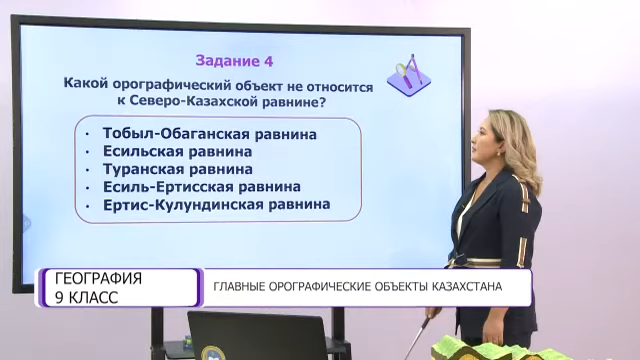 Задание 4
Какой орографический объект не относится
к Северо-Казахской равнине?
• Тобыл-Обаганская равнина
• Есильская равнина
• Туранская равнина
• Есиль-Ертисская равнина
• Ертис-Кулундинская равнина
ГЕОГРАФИЯ
9 КЛАСС
ГЛАВНЫЕ ОРОГРАФИЧЕСКИЕ ОБЪЕКТЫ КАЗАХСТАНА